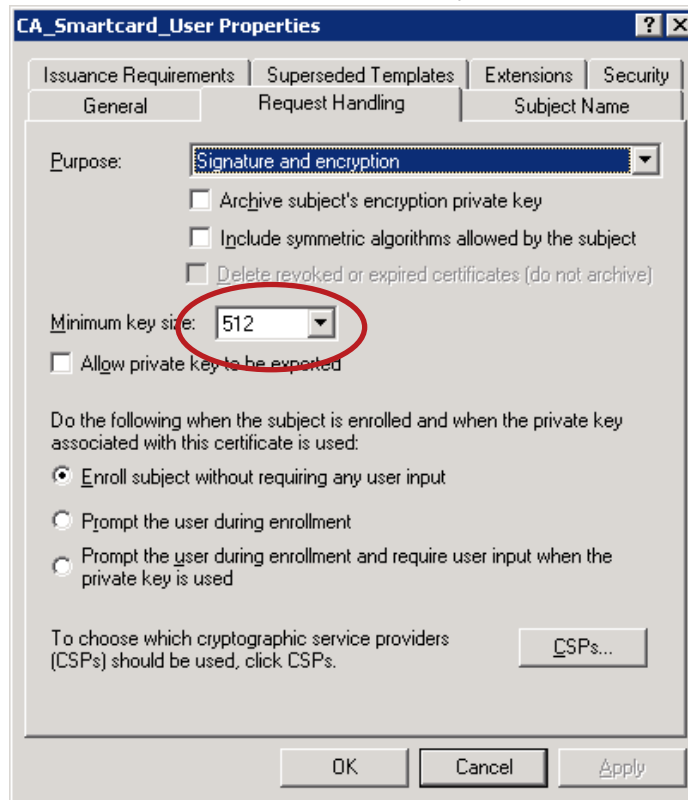 CA_Smartcard_User Properties
Issuance Requirements Superseded Templates Extensions Security
General Request Handling Subject Name
Purpose: Signature and encryption
Archive subject's encryption private key
Include symmetric algorithms allowed by the subject
Delete revoked or expired certificates (do not archive)
Minimum key size: 512
Allow private key to be exported
Do the following when the subject is enrolled and when the private key
associated with this certificate is used:
Enroll subject without requiring any user input
Prompt the user during enrollment
Prompt the user during enrollment and require user input when the
private key is used
To choose which cryptographic service providers
(CSPs) should be used, click CSPs.
CSPs...
OK Cancel Apply